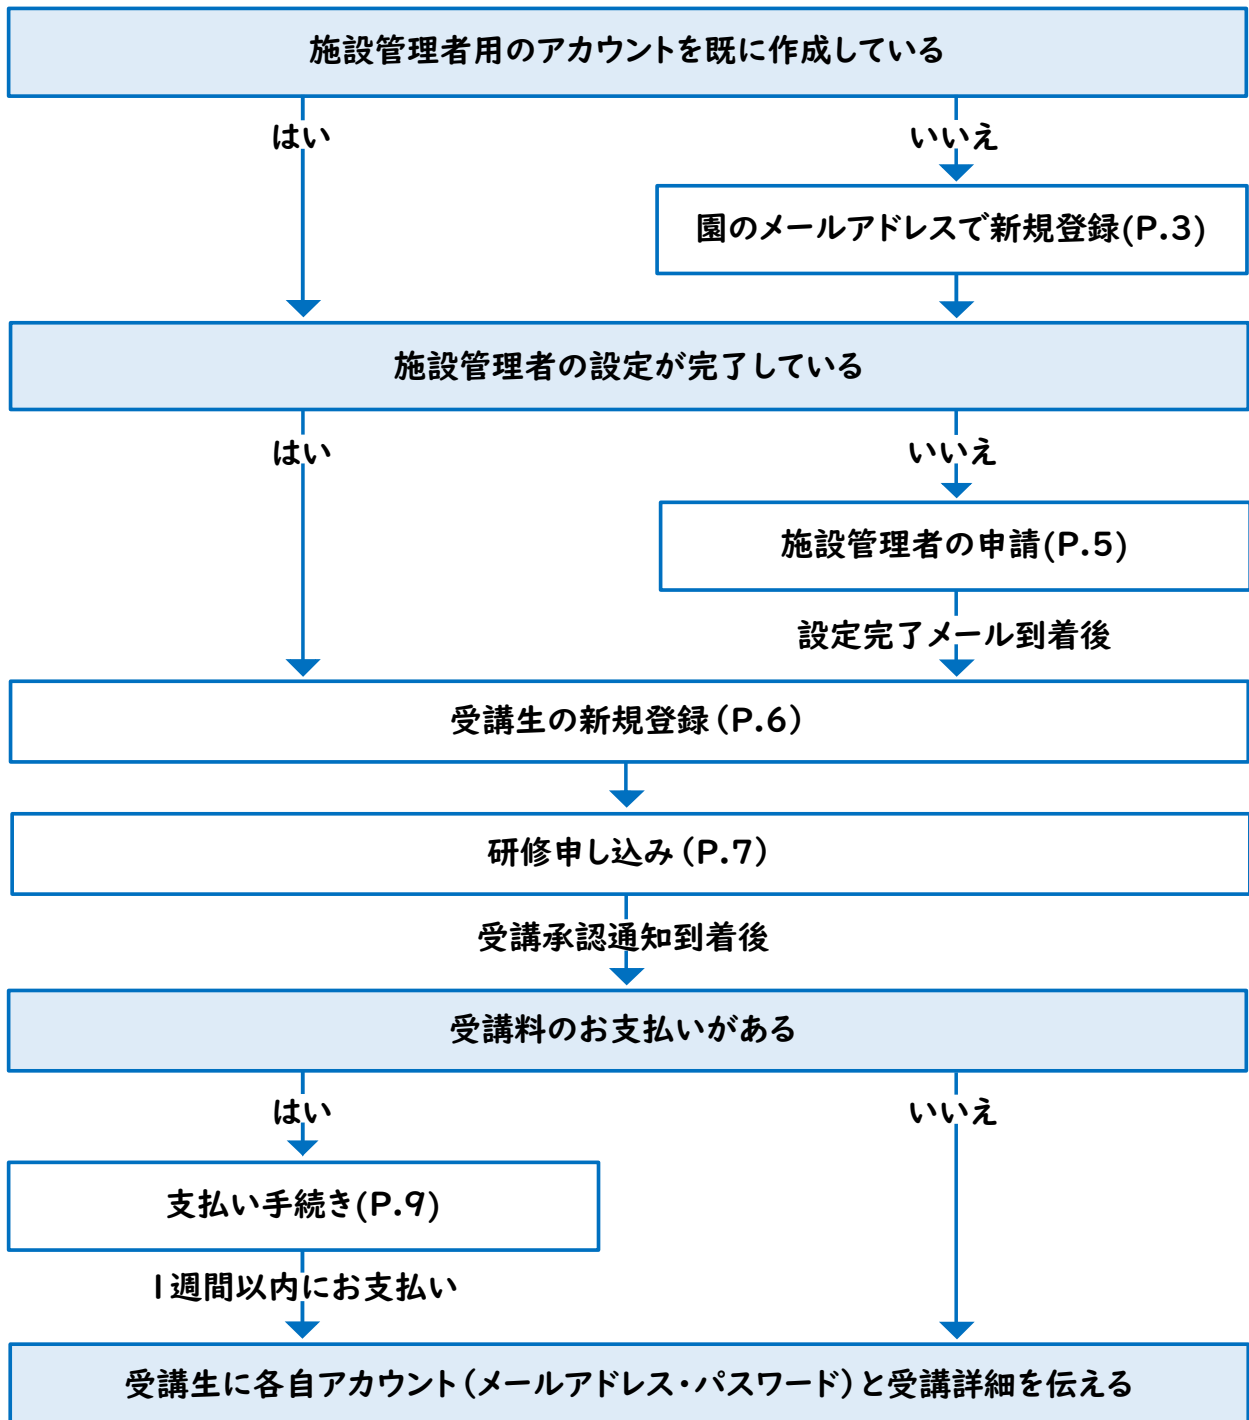 施設管理者用のアカウントを既に作成している
はい
いいえ
園のメールアドレスで新規登録(P.3)
施設管理者の設定が完了している
はい
いいえ
施設管理者の申請(P.5)
設定完了メール到着後
受講生の新規登録（P.6）
研修申し込み（P.7）
受講承認通知到着後
受講料のお支払いがある
はい
いいえ
支払い手続き(P.9)
1週間以内にお支払い
受講生に各自アカウント（メールアドレス・パスワード）と受講詳細を伝える